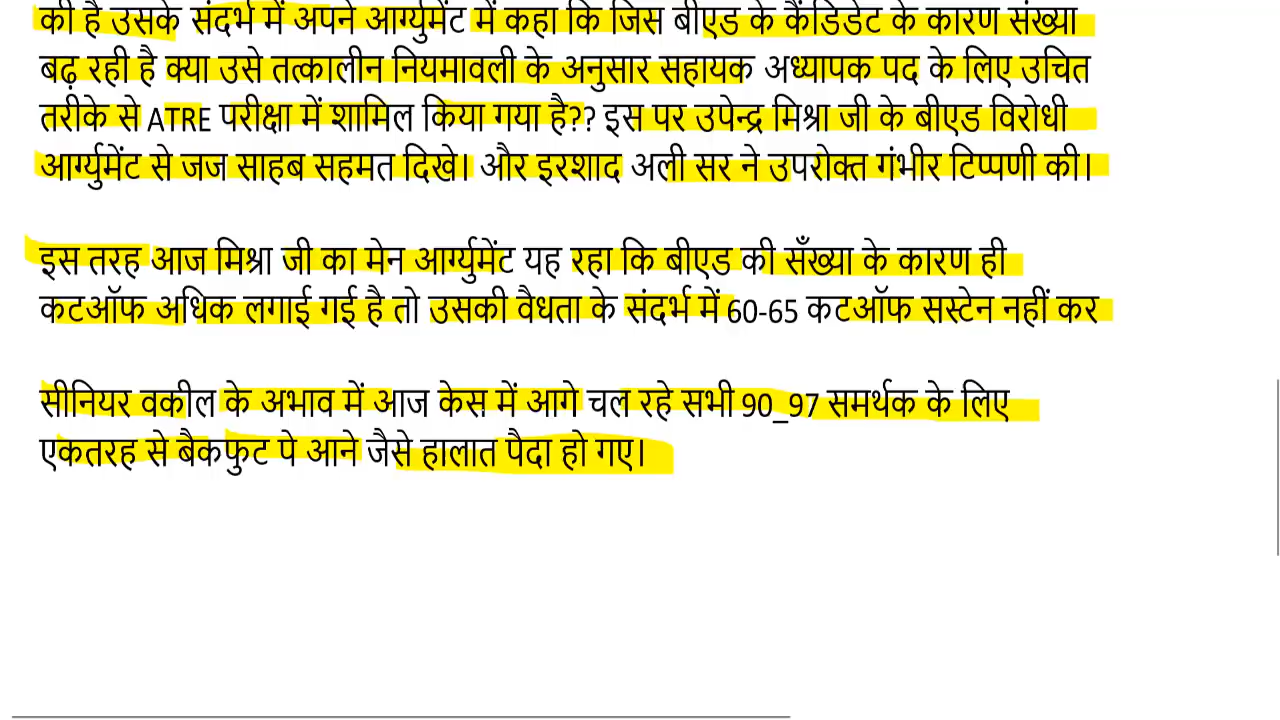 की है उसके संदर्भ में अपने आर्ग्युमेंट में कहा कि जिस बीएड के कैंडिडेट के कारण संख्या
बढ़ रही है क्या उसे तत्कालीन नियमावली के अनुसार सहायक अध्यापक पद के लिए उचित
तरीके से ATRE परीक्षा में शामिल किया गया है?? इस पर उपेन्द्र मिश्रा जी के बीएड विरोधी
आर्ग्युमेंट से जज साहब सहमत दिखे। और इरशाद अली सर ने उपरोक्त गंभीर टिप्पणी की।
इस तरह आज मिश्रा जी का मेन आर्ग्युमेंट यह रहा कि बीएड की सँख्या के कारण ही
कटऑफ अधिक लगाई गई है तो उसकी वैधता के संदर्भ में 60-65 कटऑफ सस्टेन नहीं कर
सीनियर वकील के अभाव में आज केस में आगे चल रहे सभी 90_97 समर्थक के लिए
एकतरह से बैकफुट पे आने जैसे हालात पैदा हो गए।